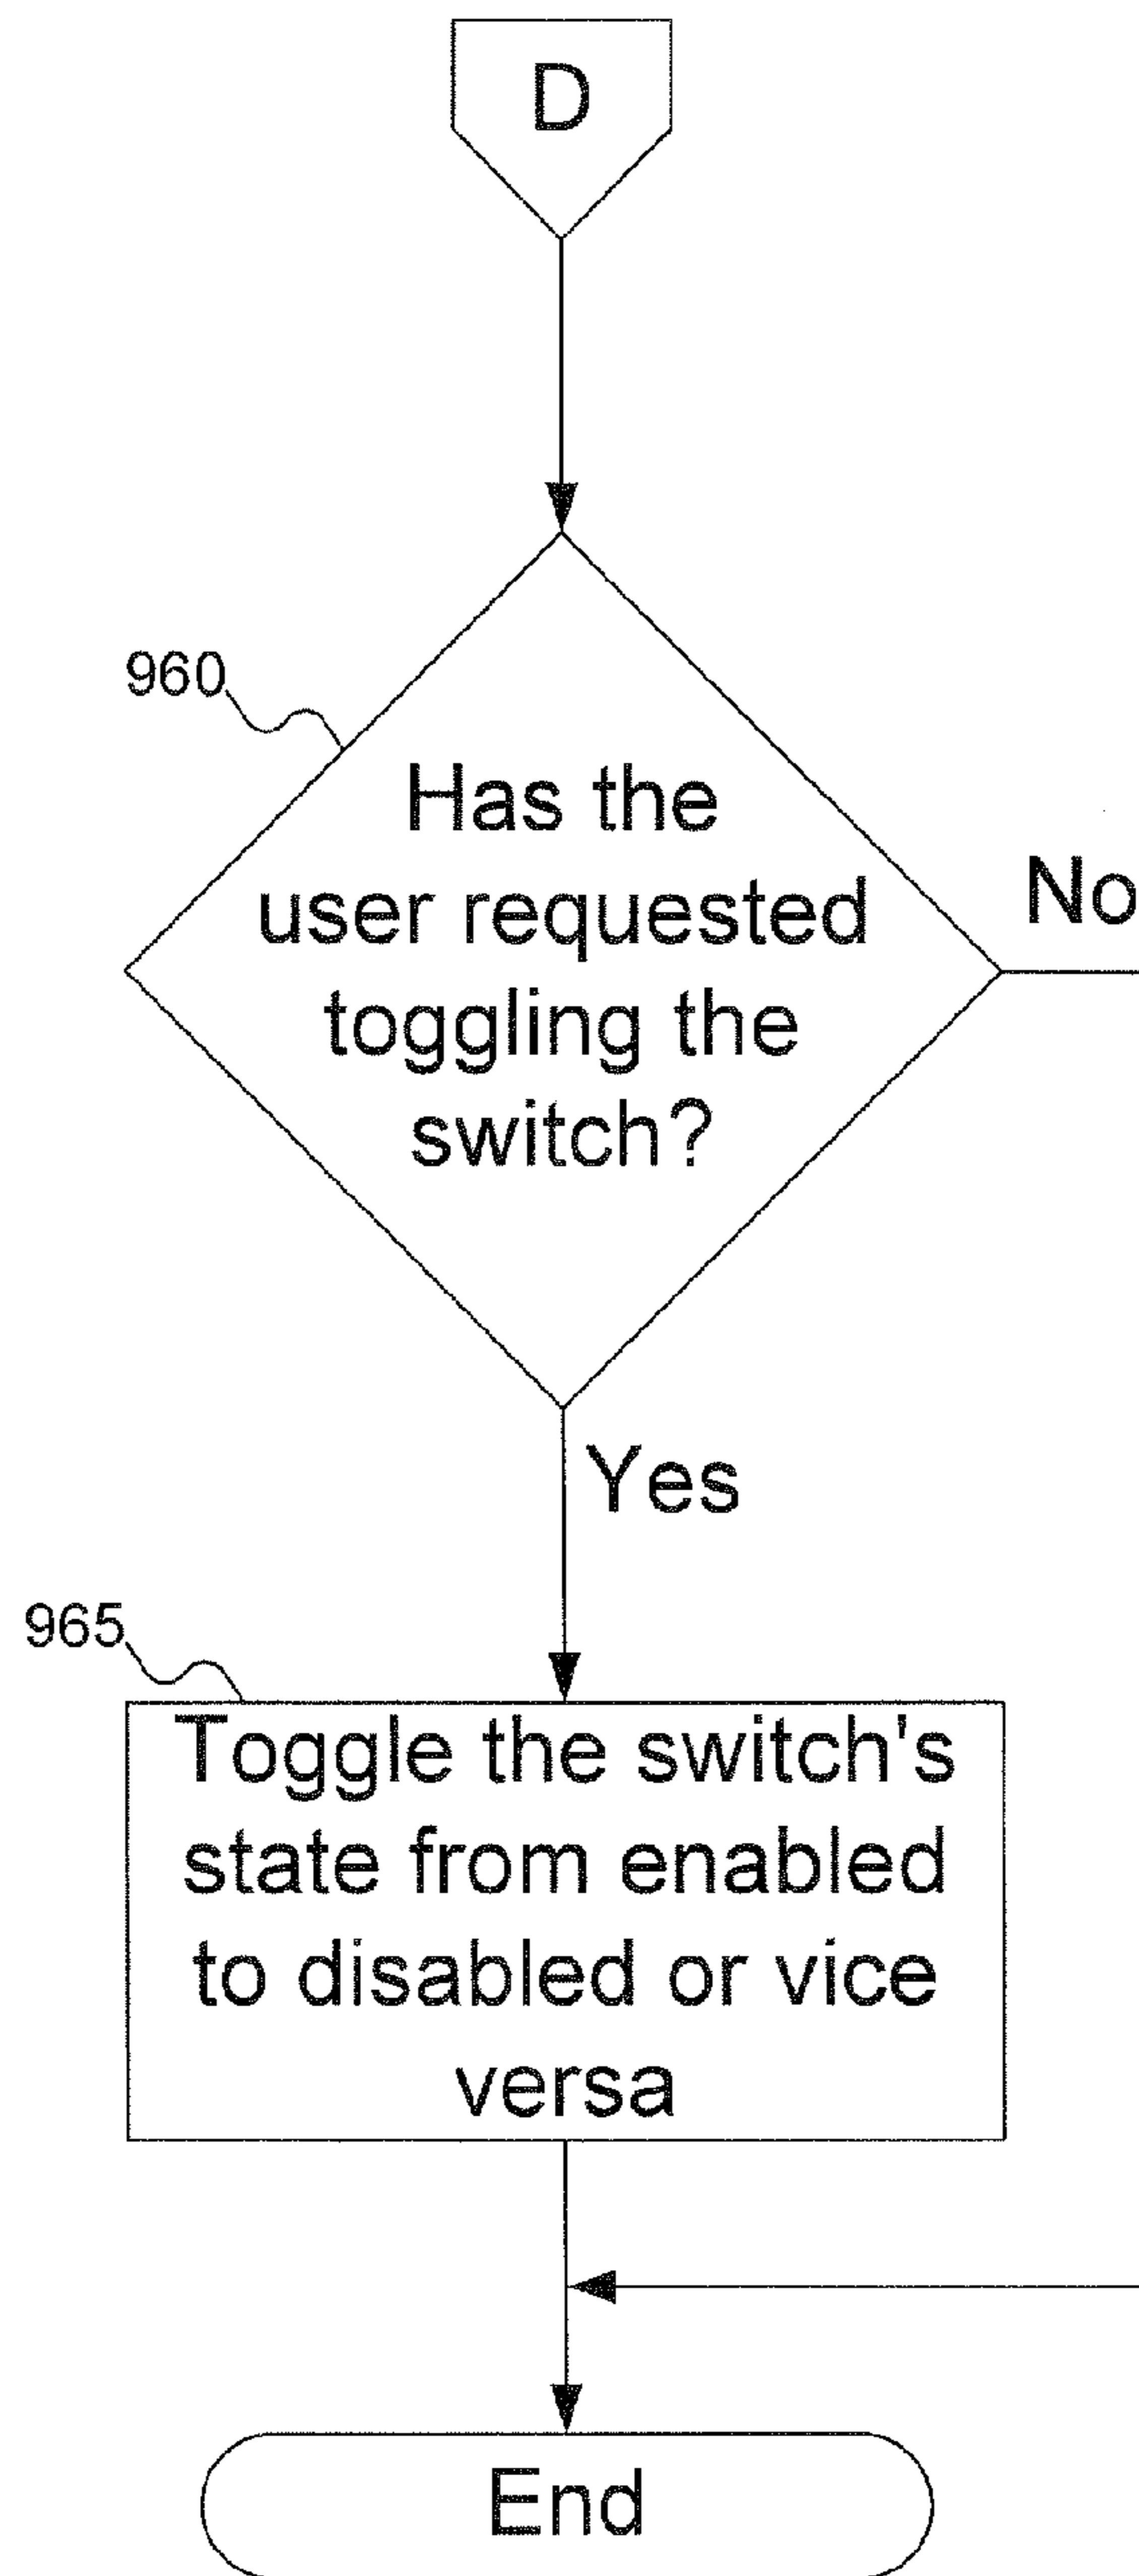 D
960
Has the
user requested
toggling the
switch?
No
Yes
965
Toggle the switch's
state from enabled
to disabled or vice
versa
End